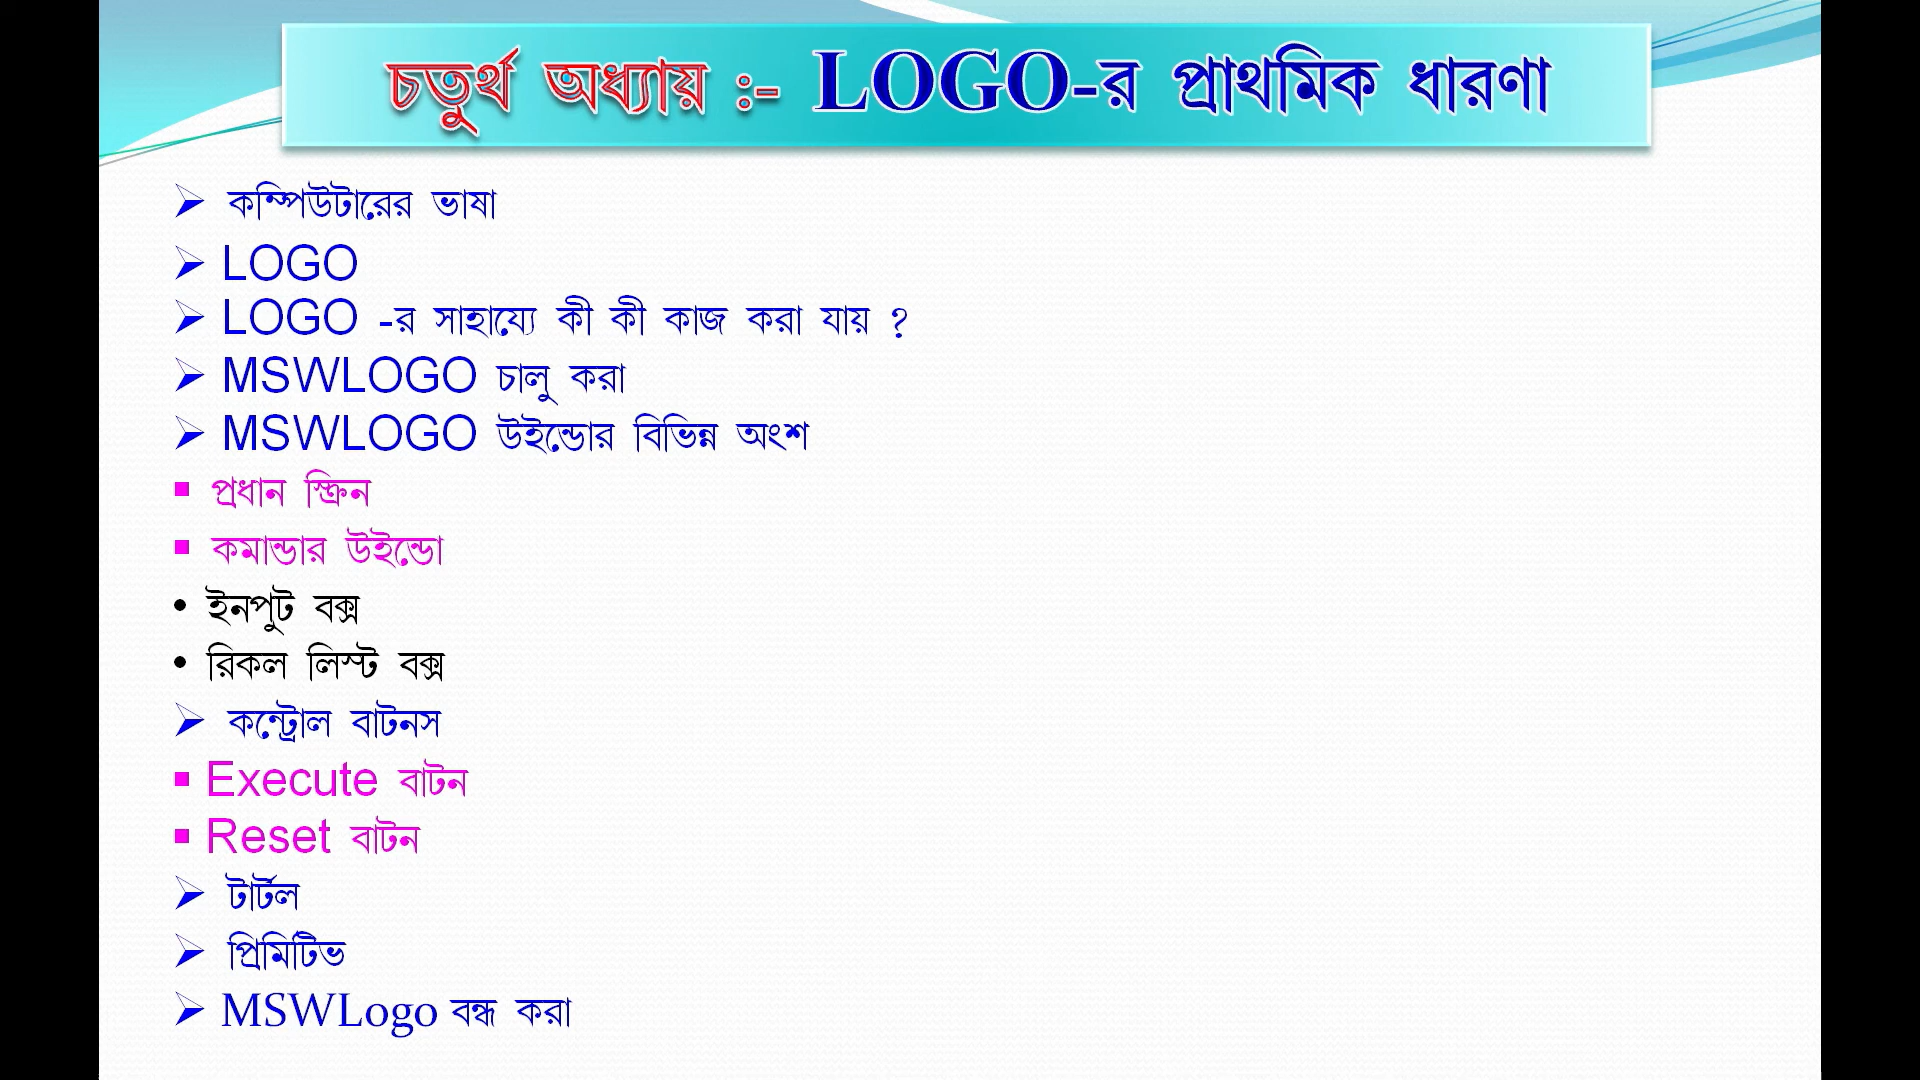 চতুর্থ অধ্যায় :- LOGO-র প্রাথমিক ধারণা
কম্পিউটারের ভাষা
LOGO
LOGO -র সাহায্যে কী কী কাজ করা যায় ?
MSWLOGO চালু করা
MSWLOGO উইন্ডোর বিভিন্ন অংশ
প্রধান স্ক্রিন
কমান্ডার উইন্ডো
ইনপুট বক্স
রিকল লিস্ট বক্স
কন্ট্রোল বাটনস
Execute বাটন
Reset বাটন
টার্টল
প্রিমিটিভ
MSWLogo বন্ধ করা